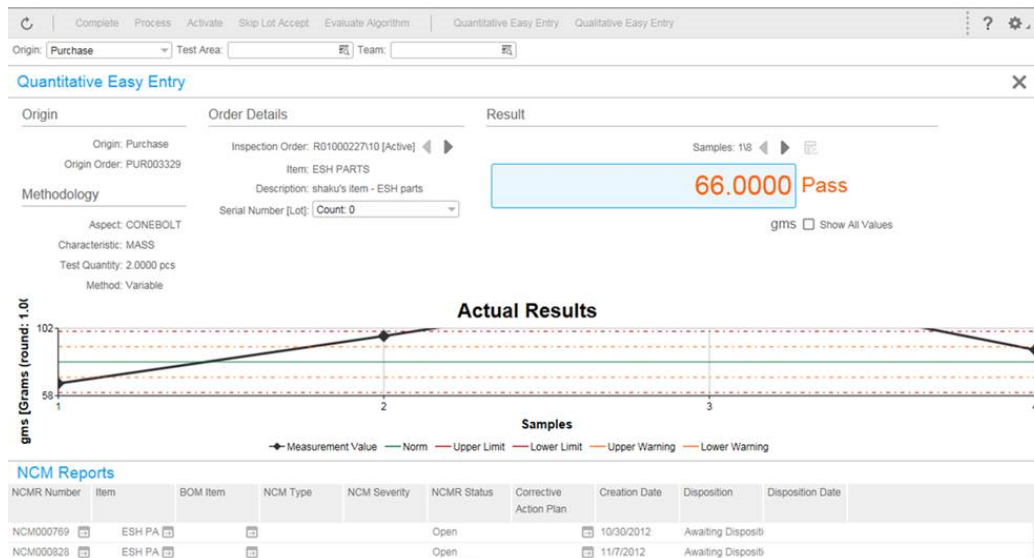 Complete Process Activate Skip Lot Accept Evaluate Algorithm Quantitative Easy Entry Qualitative Easy Entry ?
Origin: Purchase Test Area: Team:
Quantitative Easy Entry
Origin
Origin: Purchase
Origin Order: PUR003329
Methodology
Aspect: CONEBOLT
Characteristic: MASS
Test Quantity: 2.0000 pcs
Method: Variable
Order Details
Inspection Order: R01000227\10 [Active]
Item: ESH PARTS
Description: shaku's item - ESH parts
Serial Number [Lot]: Count: 0
Result
Samples: 1\8
66.0000 Pass
gms Show All Values
Actual Results
gms [Grams (round: 1.0(
102
58
1 2 3
Samples
Measurement Value Norm Upper Limit Lower Limit Upper Warning Lower Warning
NCM Reports
NCMR Number Item BOM Item NCM Type NCM Severity NCMR Status Corrective Action Plan Creation Date Disposition Disposition Date
NCM000769 ESH PA Open 10/30/2012 Awaiting Dispositi
NCM000828 ESH PA Open 11/7/2012 Awaiting Dispositi